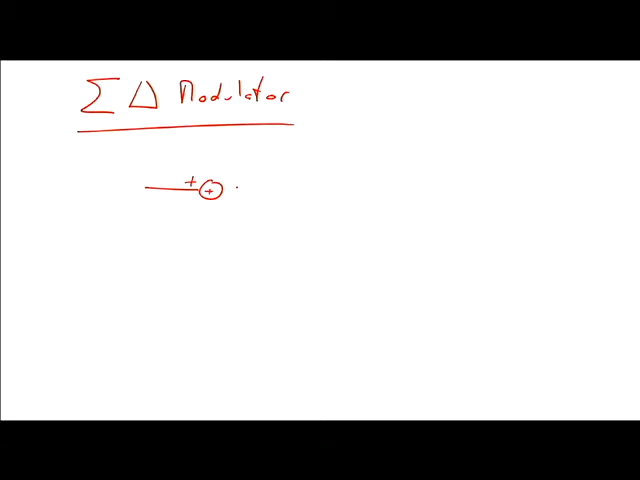 Σ Δ Modulator
+
+